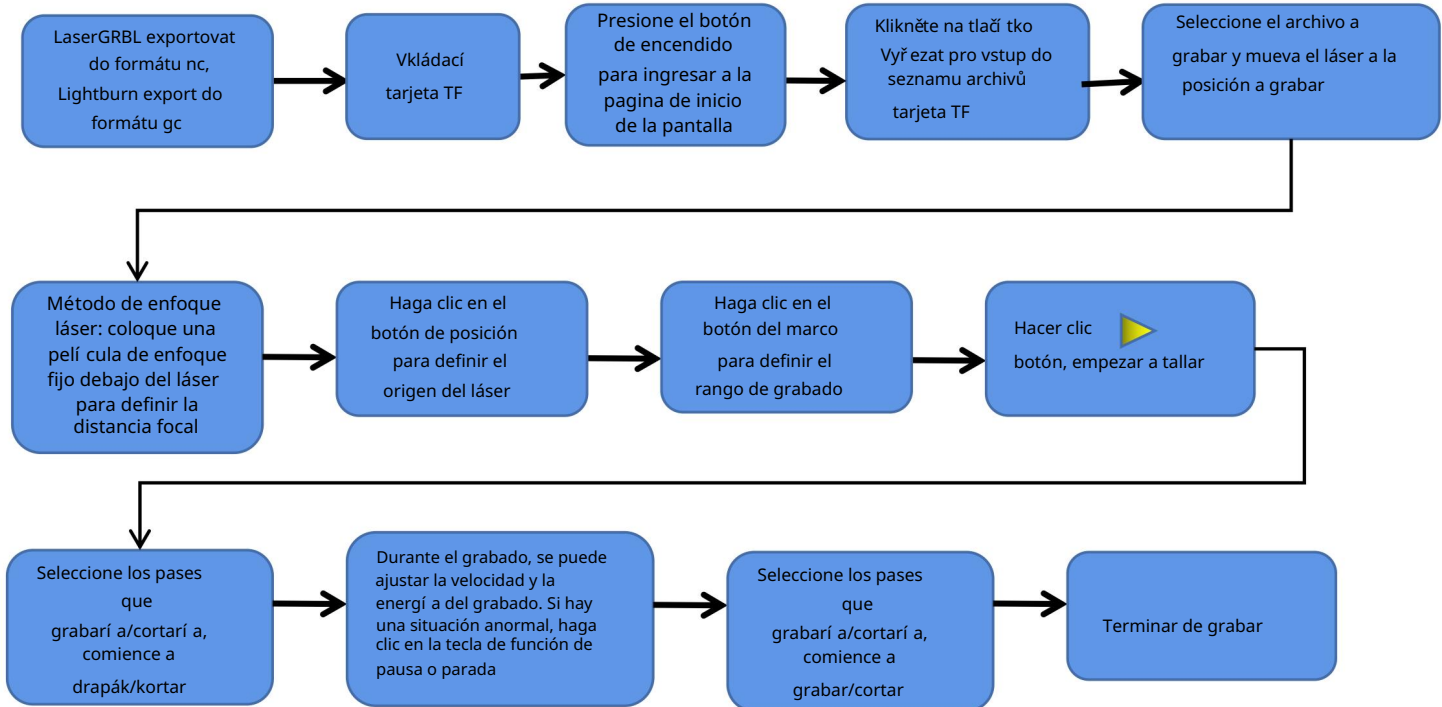 LaserGRBL exportovat
do formátu nc,
Lightburn export do
formátu gc
Vkládací
tarjeta TF
Presione el botón
de encendido
para ingresar a la
pagina de inicio
de la pantalla
Klikněte na tlačí tko
Vyř ezat pro vstup do
seznamu archivů
tarjeta TF
Seleccione el archivo a
grabar y mueva el láser a la
posición a grabar
Método de enfoque
láser: coloque una
pelí cula de enfoque
fijo debajo del láser
para definir la
distancia focal
Haga clic en el
botón de posición
para definir el
origen del láser
Haga clic en el
botón del marco
para definir el
rango de grabado
Hacer clic
botón, empezar a tallar
Seleccione los pases
que
grabarí a/cortarí a,
comience a
drapák/kortar
Durante el grabado, se puede
ajustar la velocidad y la
energí a del grabado. Si hay
una situación anormal, haga
clic en la tecla de función de
pausa o parada
Seleccione los pases
que
grabarí a/cortarí a,
comience a
grabar/cortar
Terminar de grabar